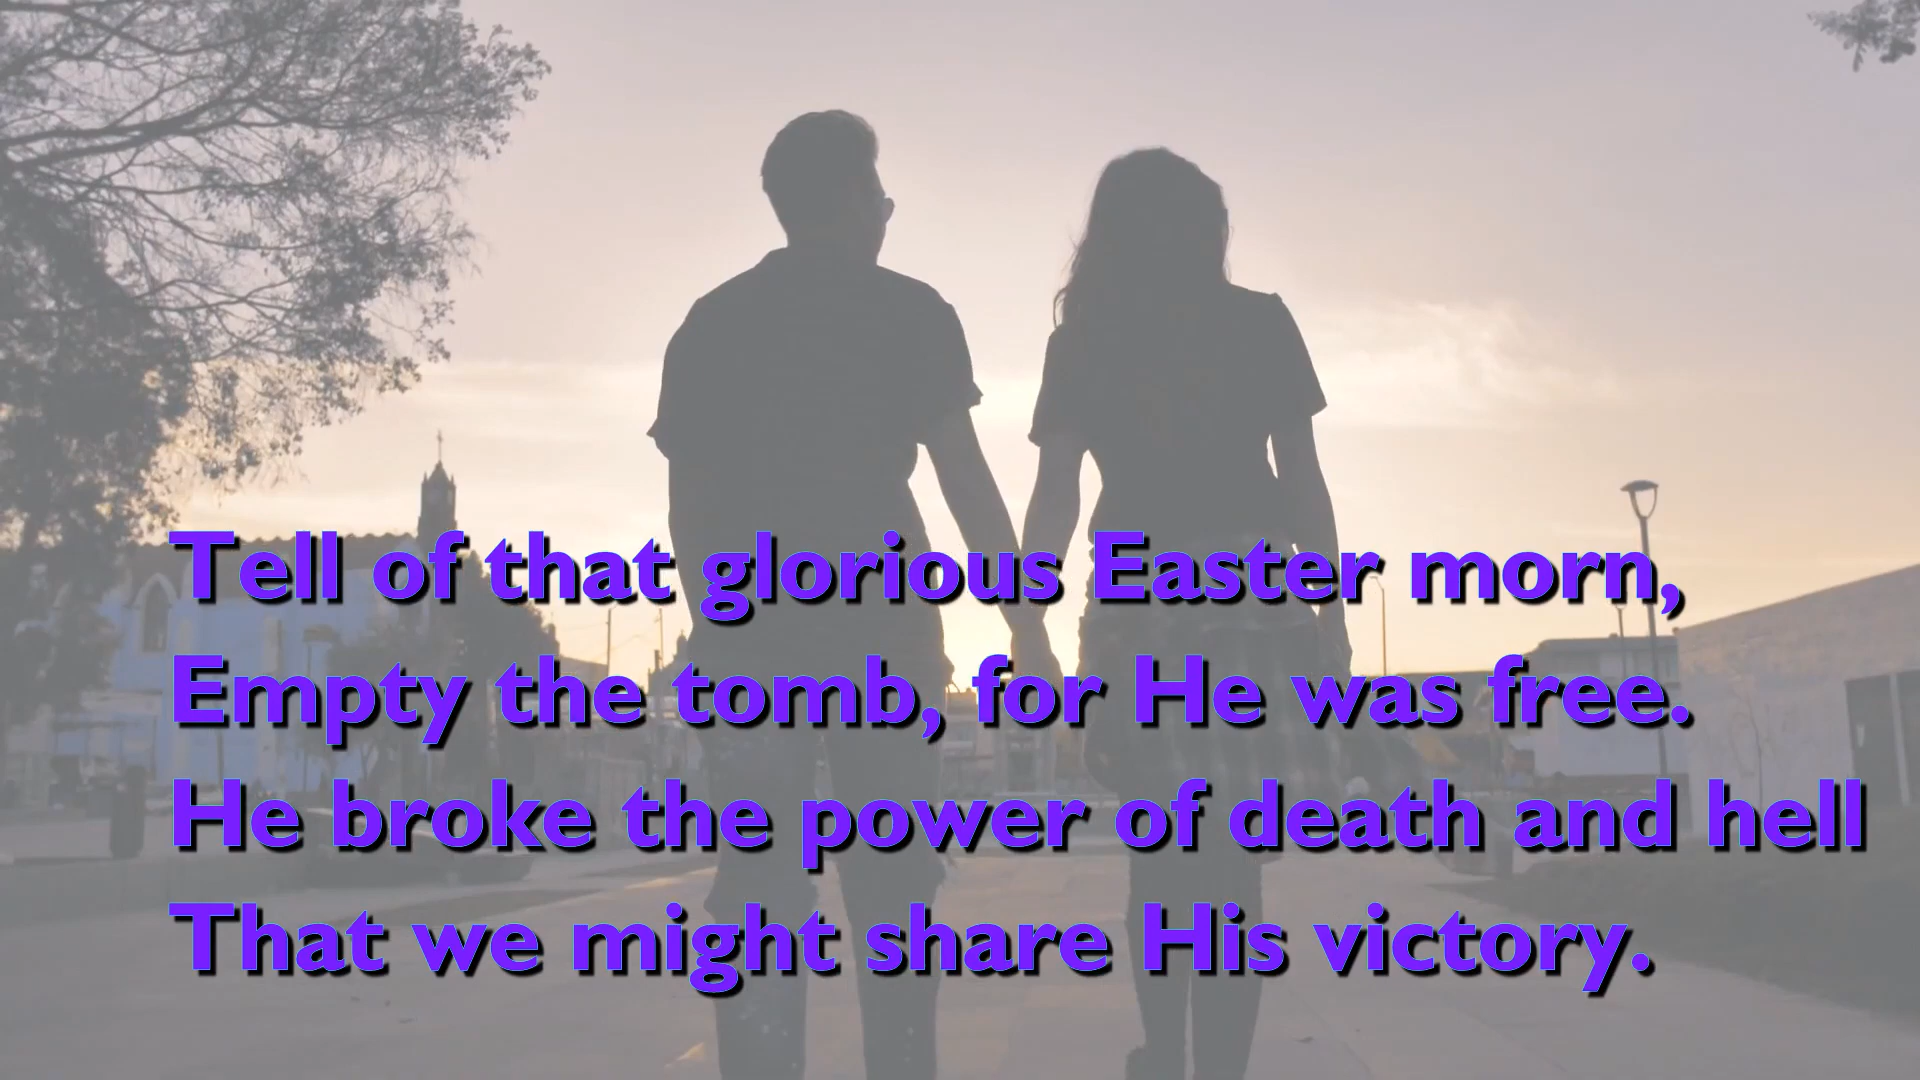 Tell of that glorious Easter morn,
Empty the tomb, for He was free.
He broke the power of death and hell
That we might share His victory.